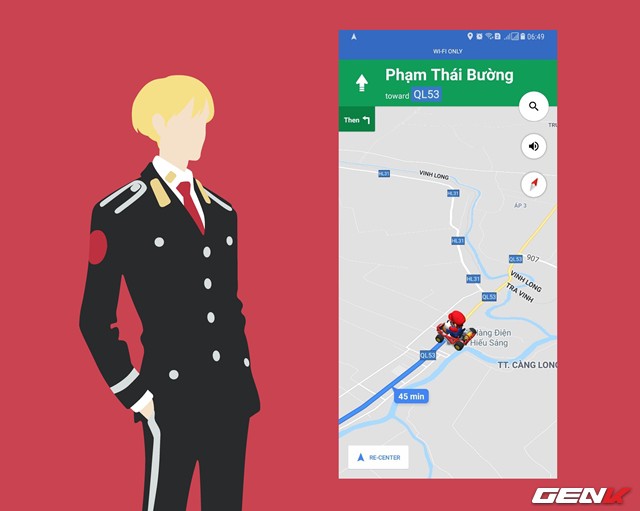 06:49
WI-FI ONLY
Phạm Thái Bường
toward QL53
Then
HL31
VINH LONG
HL31
ÁP 3
HL31
QL53
907
HL31
VINH LONG
TRA VINH
QL53
Hàng Điện
Hiếu Sáng
QL53
TT. CÀNG LONG
45 min
RE-CENTER
GENK